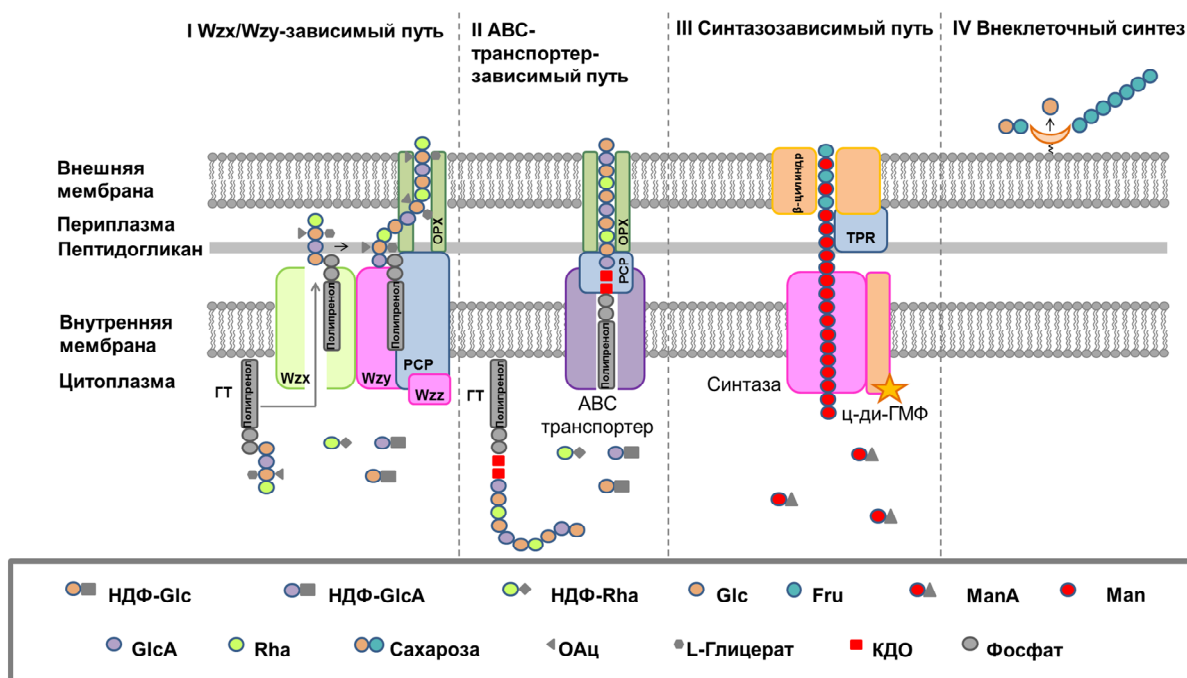 I Wzx/Wzy-зависимый путь
II ABC-
транспортер-
зависимый путь
III Синтазозависимый путь
IV Внеклеточный синтез
Внешняя
мембрана
Периплазма
Пептидогликан
Внутренняя
мембрана
Цитоплазма
ГТ
Полипренол
Полипренол
Полипренол
Wzx
Wzy
PCP
Wzz
OPX
ГТ
Полипренол
Полипренол
OPX
PCP
ABC
транспортер
β-цилиндр
TPR
Синтаза
ц-ди-ГМФ
НДФ-Glc
НДФ-GlcA
НДФ-Rha
Glc
Fru
ManA
Man
GlcA
Rha
Сахароза
ОАц
L-Глицерат
КДО
Фосфат